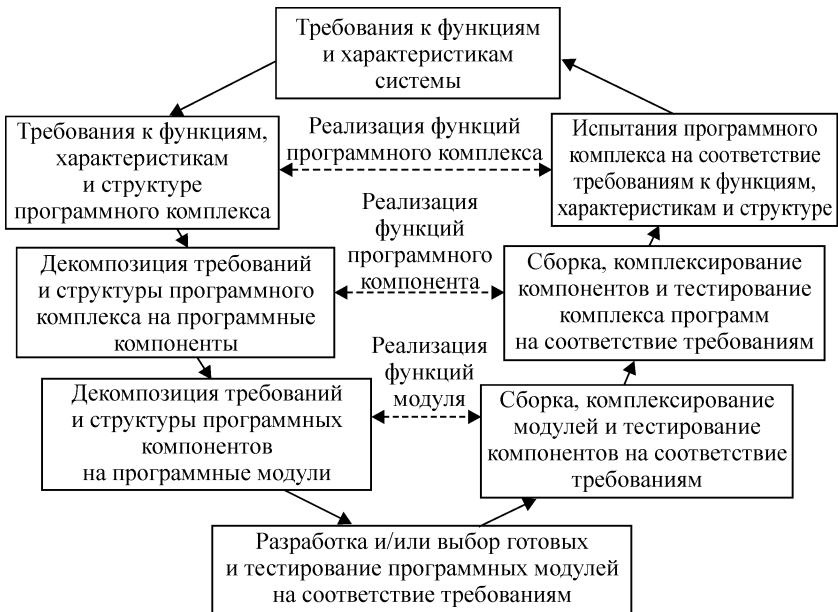 Требования к функциям
и характеристикам
системы
Требования к функциям,
характеристикам
и структуре
программного комплекса
Реализация функций
программного комплекса
Испытания программного
комплекса на соответствие
требованиям к функциям,
характеристикам и структуре
Декомпозиция требований
и структуры программного
комплекса на программные
компоненты
Реализация
функций
программного
компонента
Сборка, комплексирование
компонентов и тестирование
комплекса программ
на соответствие требованиям
Декомпозиция требований
и структуры программных
компонентов
на программные модули
Реализация
функций
модуля
Сборка, комплексирование
модулей и тестирование
компонентов на соответствие
требованиям
Разработка и/или выбор готовых
и тестирование программных модулей
на соответствие требованиям